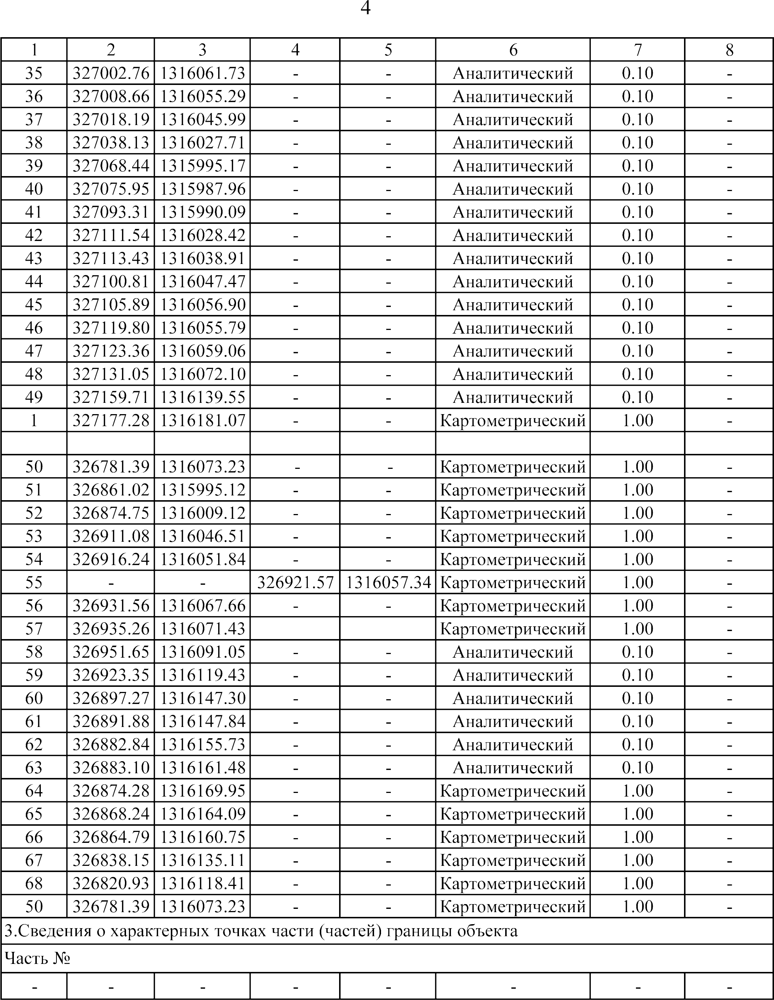 4
1 2 3 4 5 6 7 8
35 327002.76 1316061.73 - - Аналитический 0.10 -
36 327008.66 1316055.29 - - Аналитический 0.10 -
37 327018.19 1316045.99 - - Аналитический 0.10 -
38 327038.13 1316027.71 - - Аналитический 0.10 -
39 327068.44 1315995.17 - - Аналитический 0.10 -
40 327075.95 1315987.96 - - Аналитический 0.10 -
41 327093.31 1315990.09 - - Аналитический 0.10 -
42 327111.54 1316028.42 - - Аналитический 0.10 -
43 327113.43 1316038.91 - - Аналитический 0.10 -
44 327100.81 1316047.47 - - Аналитический 0.10 -
45 327105.89 1316056.90 - - Аналитический 0.10 -
46 327119.80 1316055.79 - - Аналитический 0.10 -
47 327123.36 1316059.06 - - Аналитический 0.10 -
48 327131.05 1316072.10 - - Аналитический 0.10 -
49 327159.71 1316139.55 - - Аналитический 0.10 -
1 327177.28 1316181.07 - - Картометрический 1.00 -
50 326781.39 1316073.23 - - Картометрический 1.00 -
51 326861.02 1315995.12 - - Картометрический 1.00 -
52 326874.75 1316009.12 - - Картометрический 1.00 -
53 326911.08 1316046.51 - - Картометрический 1.00 -
54 326916.24 1316051.84 - - Картометрический 1.00 -
55 - - 326921.57 1316057.34 Картометрический 1.00 -
56 326931.56 1316067.66 - - Картометрический 1.00 -
57 326935.26 1316071.43 Картометрический 1.00 -
58 326951.65 1316091.05 - - Аналитический 0.10 -
59 326923.35 1316119.43 - - Аналитический 0.10 -
60 326897.27 1316147.30 - - Аналитический 0.10 -
61 326891.88 1316147.84 - - Аналитический 0.10 -
62 326882.84 1316155.73 - - Аналитический 0.10 -
63 326883.10 1316161.48 - - Аналитический 0.10 -
64 326874.28 1316169.95 - - Картометрический 1.00 -
65 326868.24 1316164.09 - - Картометрический 1.00 -
66 326864.79 1316160.75 - - Картометрический 1.00 -
67 326838.15 1316135.11 - - Картометрический 1.00 -
68 326820.93 1316118.41 - - Картометрический 1.00 -
50 326781.39 1316073.23 - - Картометрический 1.00 -
3.Сведения о характерных точках части (частей) границы объекта
Часть №
- - - - - - - -